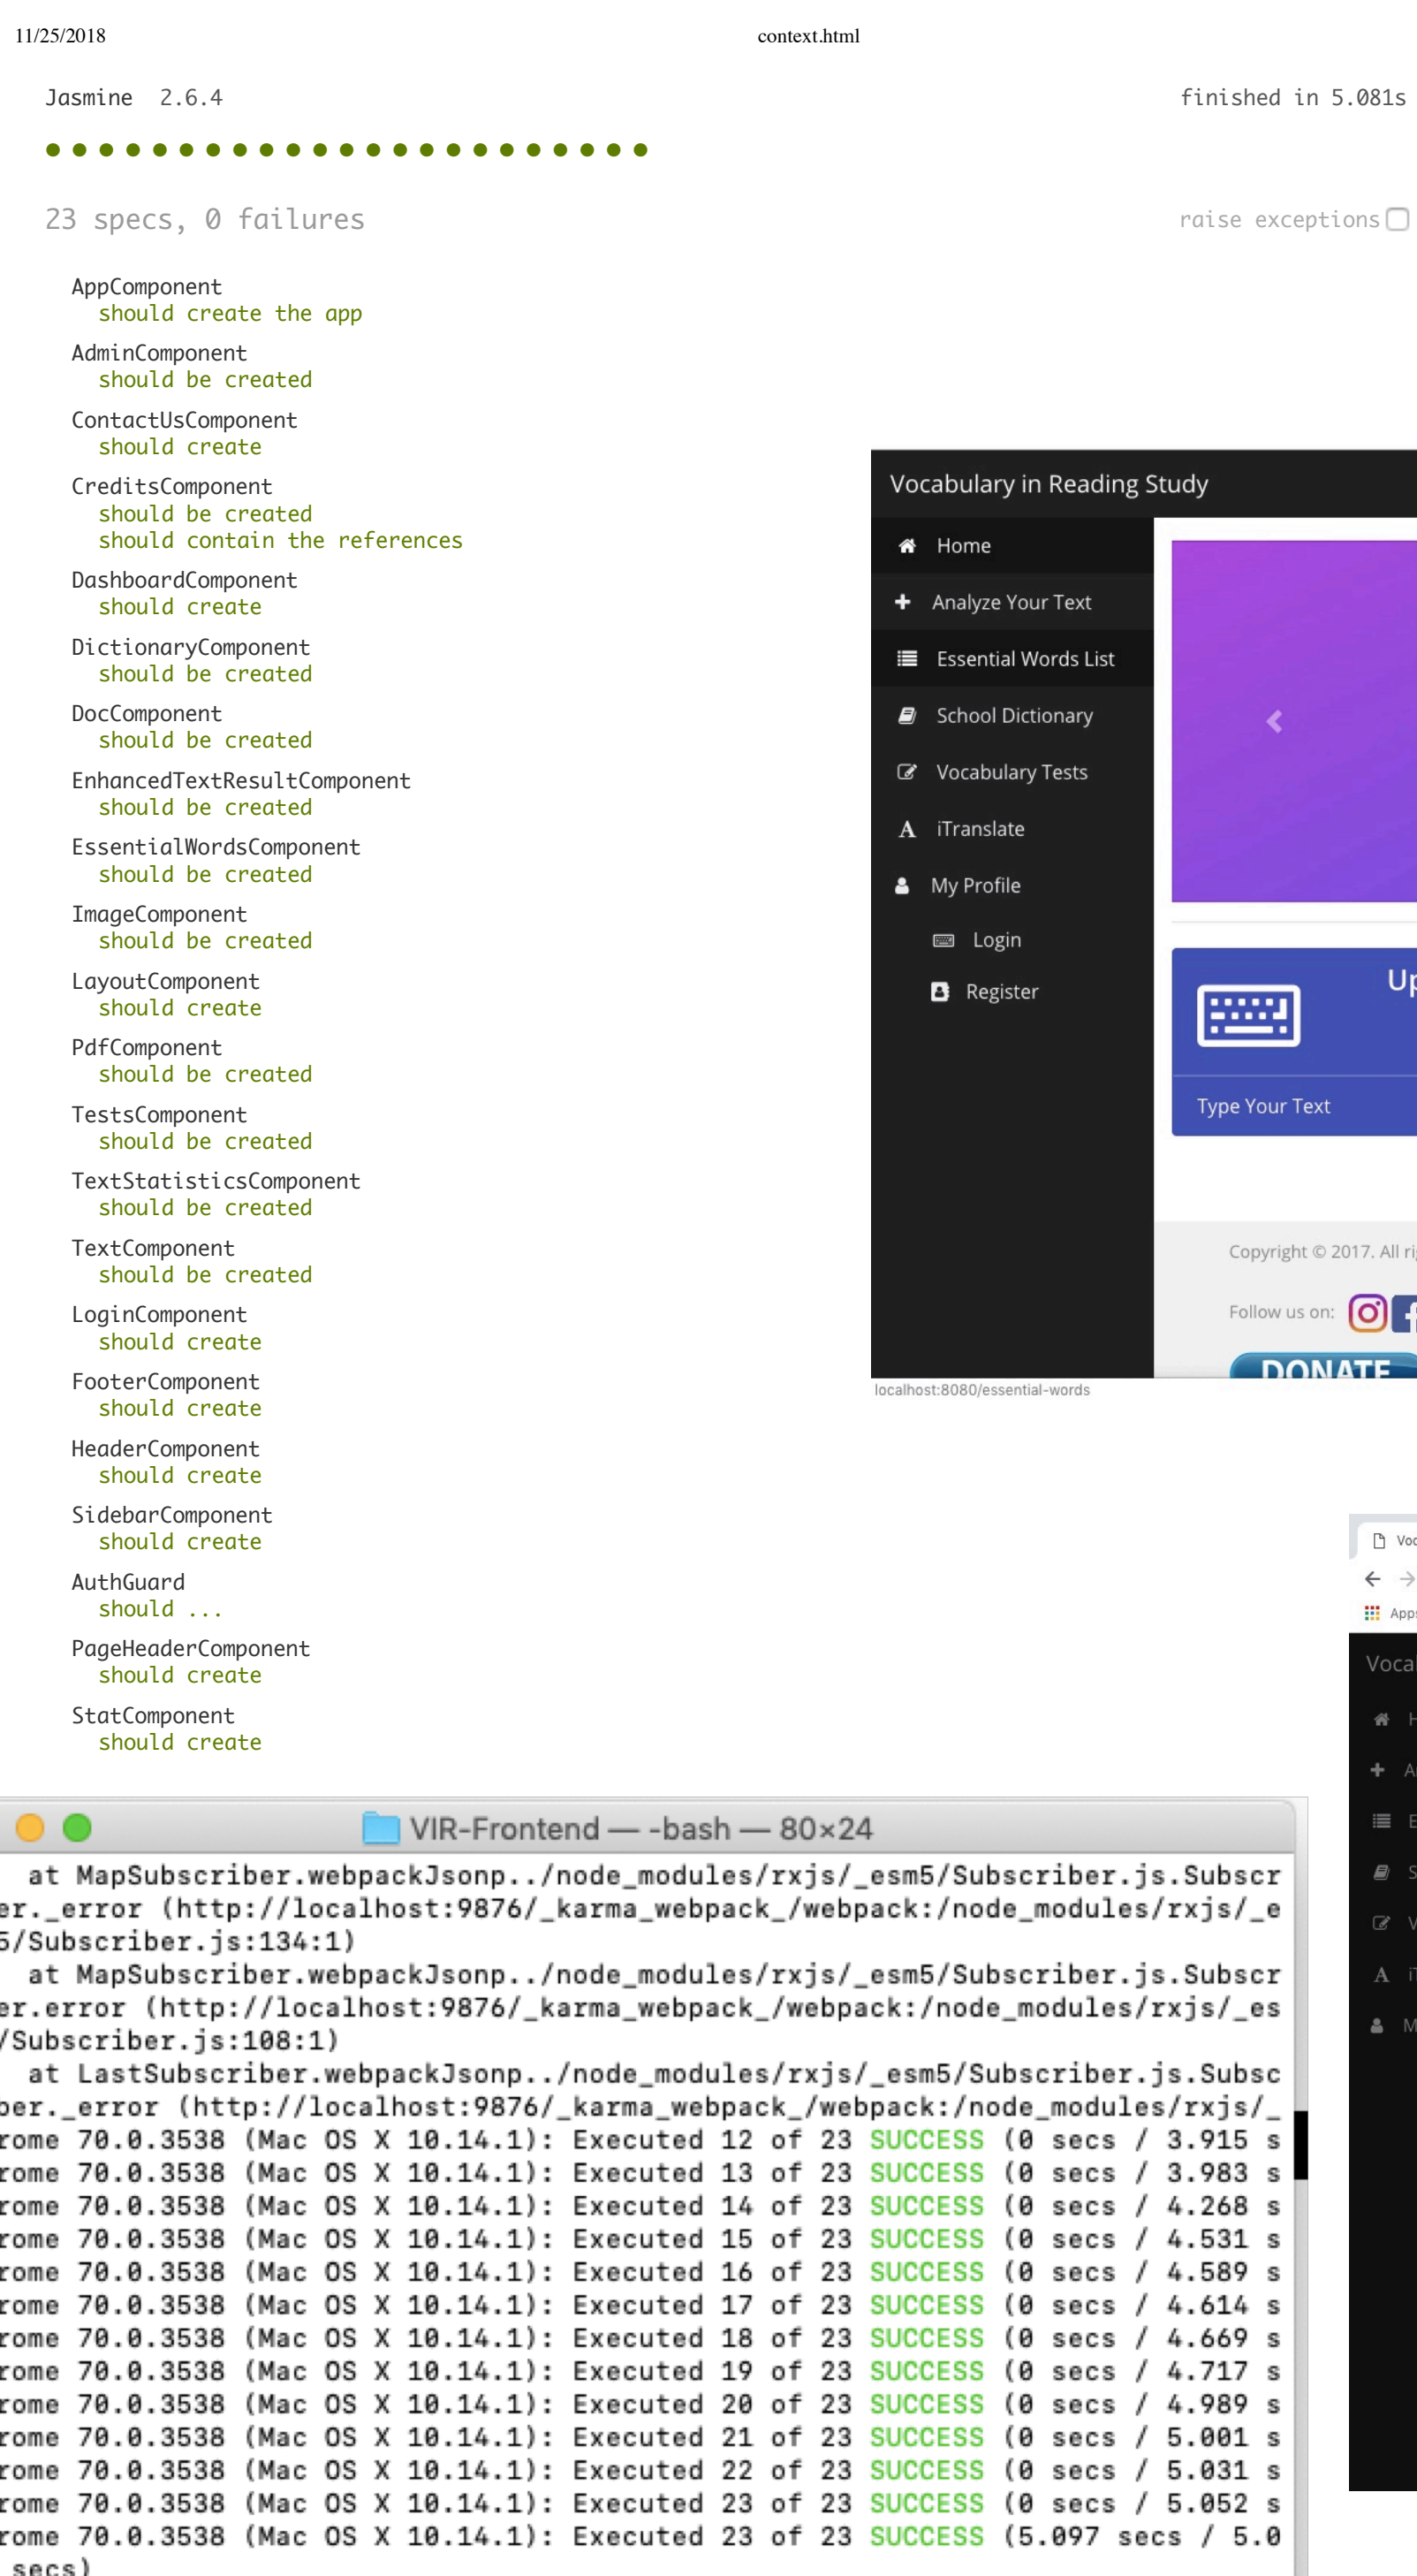 11/25/2018 context.html
Jasmine 2.6.4 finished in 5.081s
23 specs, 0 failures raise exceptions
AppComponent
should create the app
AdminComponent
should be created
ContactUsComponent
should create
CreditsComponent
should be created
should contain the references
DashboardComponent
should create
DictionaryComponent
should be created
DocComponent
should be created
EnhancedTextResultComponent
should be created
EssentialWordsComponent
should be created
ImageComponent
should be created
LayoutComponent
should create
PdfComponent
should be created
TestsComponent
should be created
TextStatisticsComponent
should be created
TextComponent
should be created
LoginComponent
should create
FooterComponent
should create
HeaderComponent
should create
SidebarComponent
should create
AuthGuard
should ...
PageHeaderComponent
should create
StatComponent
should create
Vocabulary in Reading Study
Home
Analyze Your Text
Essential Words List
School Dictionary
Vocabulary Tests
iTranslate
My Profile
Login
Register
Up
Type Your Text
Copyright © 2017. All ri
Follow us on:
DONATE
localhost:8080/essential-words
Voc
Apps
Voca
VIR-Frontend — -bash — 80×24
at MapSubscriber.webpackJsonp../node_modules/rxjs/_esm5/Subscriber.js.Subscr
er._error (http://localhost:9876/_karma_webpack_/webpack:/node_modules/rxjs/_e
5/Subscriber.js:134:1)
at MapSubscriber.webpackJsonp../node_modules/rxjs/_esm5/Subscriber.js.Subscr
er.error (http://localhost:9876/_karma_webpack_/webpack:/node_modules/rxjs/_es
/Subscriber.js:108:1)
at LastSubscriber.webpackJsonp../node_modules/rxjs/_esm5/Subscriber.js.Subsc
ber._error (http://localhost:9876/_karma_webpack_/webpack:/node_modules/rxjs/_
rome 70.0.3538 (Mac OS X 10.14.1): Executed 12 of 23 SUCCESS (0 secs / 3.915 s
rome 70.0.3538 (Mac OS X 10.14.1): Executed 13 of 23 SUCCESS (0 secs / 3.983 s
rome 70.0.3538 (Mac OS X 10.14.1): Executed 14 of 23 SUCCESS (0 secs / 4.268 s
rome 70.0.3538 (Mac OS X 10.14.1): Executed 15 of 23 SUCCESS (0 secs / 4.531 s
rome 70.0.3538 (Mac OS X 10.14.1): Executed 16 of 23 SUCCESS (0 secs / 4.589 s
rome 70.0.3538 (Mac OS X 10.14.1): Executed 17 of 23 SUCCESS (0 secs / 4.614 s
rome 70.0.3538 (Mac OS X 10.14.1): Executed 18 of 23 SUCCESS (0 secs / 4.669 s
rome 70.0.3538 (Mac OS X 10.14.1): Executed 19 of 23 SUCCESS (0 secs / 4.717 s
rome 70.0.3538 (Mac OS X 10.14.1): Executed 20 of 23 SUCCESS (0 secs / 4.989 s
rome 70.0.3538 (Mac OS X 10.14.1): Executed 21 of 23 SUCCESS (0 secs / 5.001 s
rome 70.0.3538 (Mac OS X 10.14.1): Executed 22 of 23 SUCCESS (0 secs / 5.031 s
rome 70.0.3538 (Mac OS X 10.14.1): Executed 23 of 23 SUCCESS (0 secs / 5.052 s
rome 70.0.3538 (Mac OS X 10.14.1): Executed 23 of 23 SUCCESS (5.097 secs / 5.0
secs)